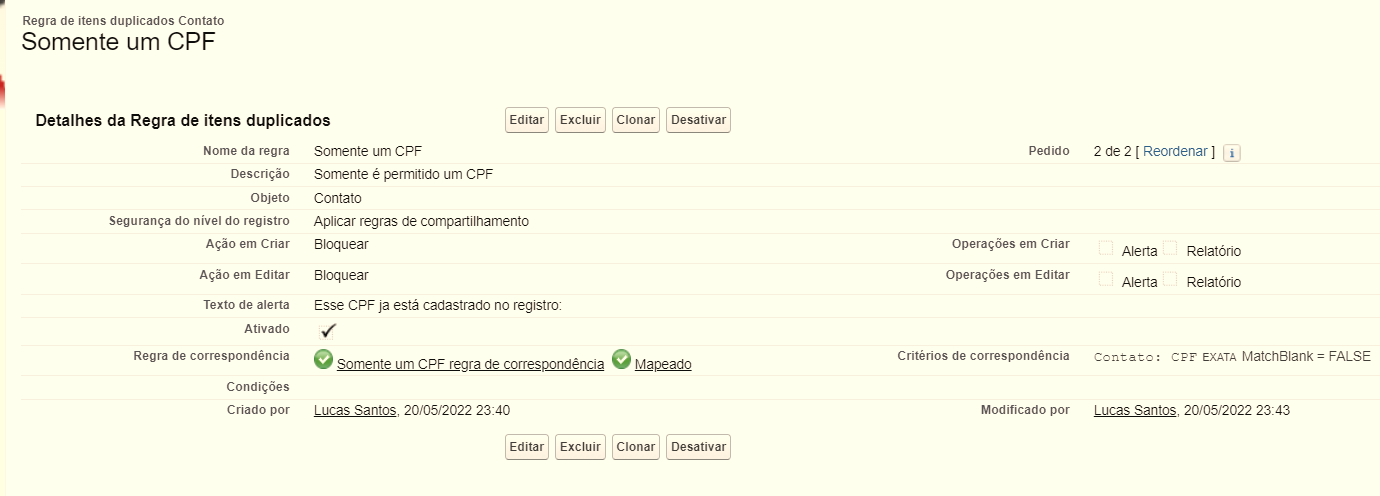 Regra de itens duplicados Contato
Somente um CPF
Detalhes da Regra de itens duplicados Editar Excluir Clonar Desativar
Nome da regra Somente um CPF Pedido 2 de 2 [ Reordenar ] i
Descrição Somente é permitido um CPF
Objeto Contato
Segurança do nível do registro Aplicar regras de compartilhamento
Ação em Criar Bloquear Operações em Criar Alerta Relatório
Ação em Editar Bloquear Operações em Editar Alerta Relatório
Texto de alerta Esse CPF ja está cadastrado no registro:
Ativado
Regra de correspondência Somente um CPF regra de correspondência Mapeado Critérios de correspondência Contato: CPF EXATA MatchBlank = FALSE
Condições
Criado por Lucas Santos, 20/05/2022 23:40 Modificado por Lucas Santos, 20/05/2022 23:43
Editar Excluir Clonar Desativar